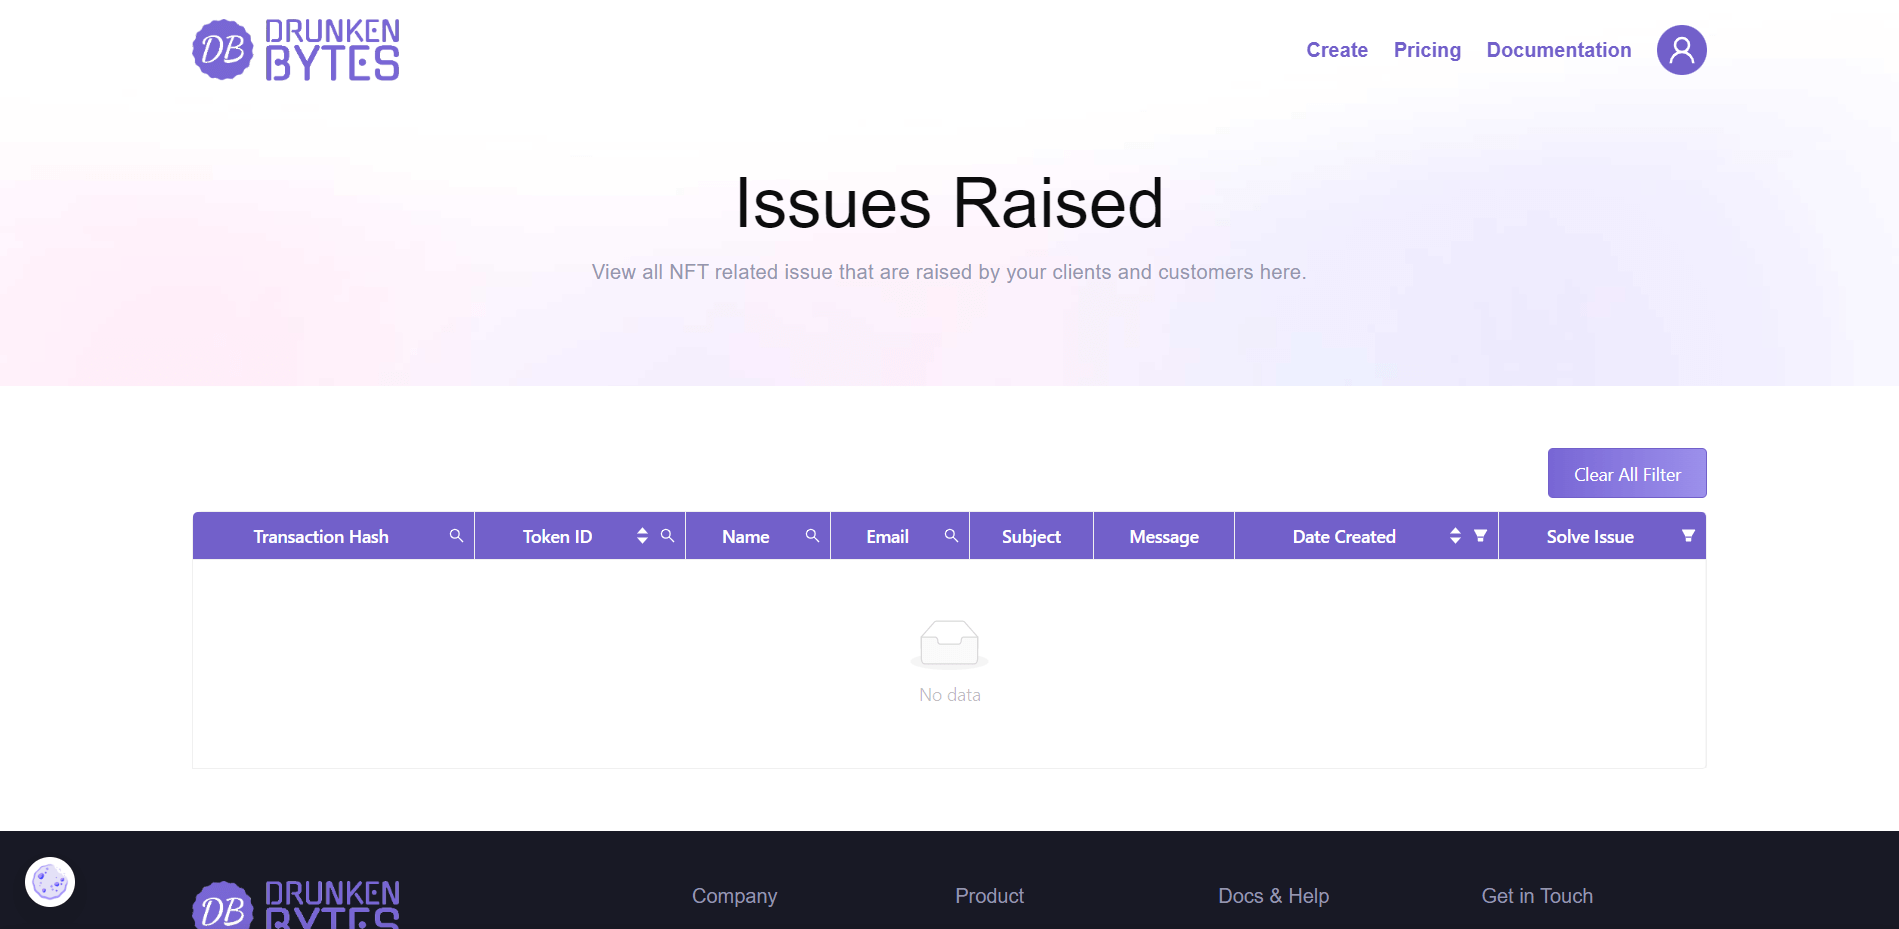 DB DRUNKEN BYTES
Create Pricing Documentation
Issues Raised
View all NFT related issue that are raised by your clients and customers here.
Clear All Filter
Transaction Hash Token ID Name Email Subject Message Date Created Solve Issue
No data
DB DRUNKEN BYTES
Company Product Docs & Help Get in Touch